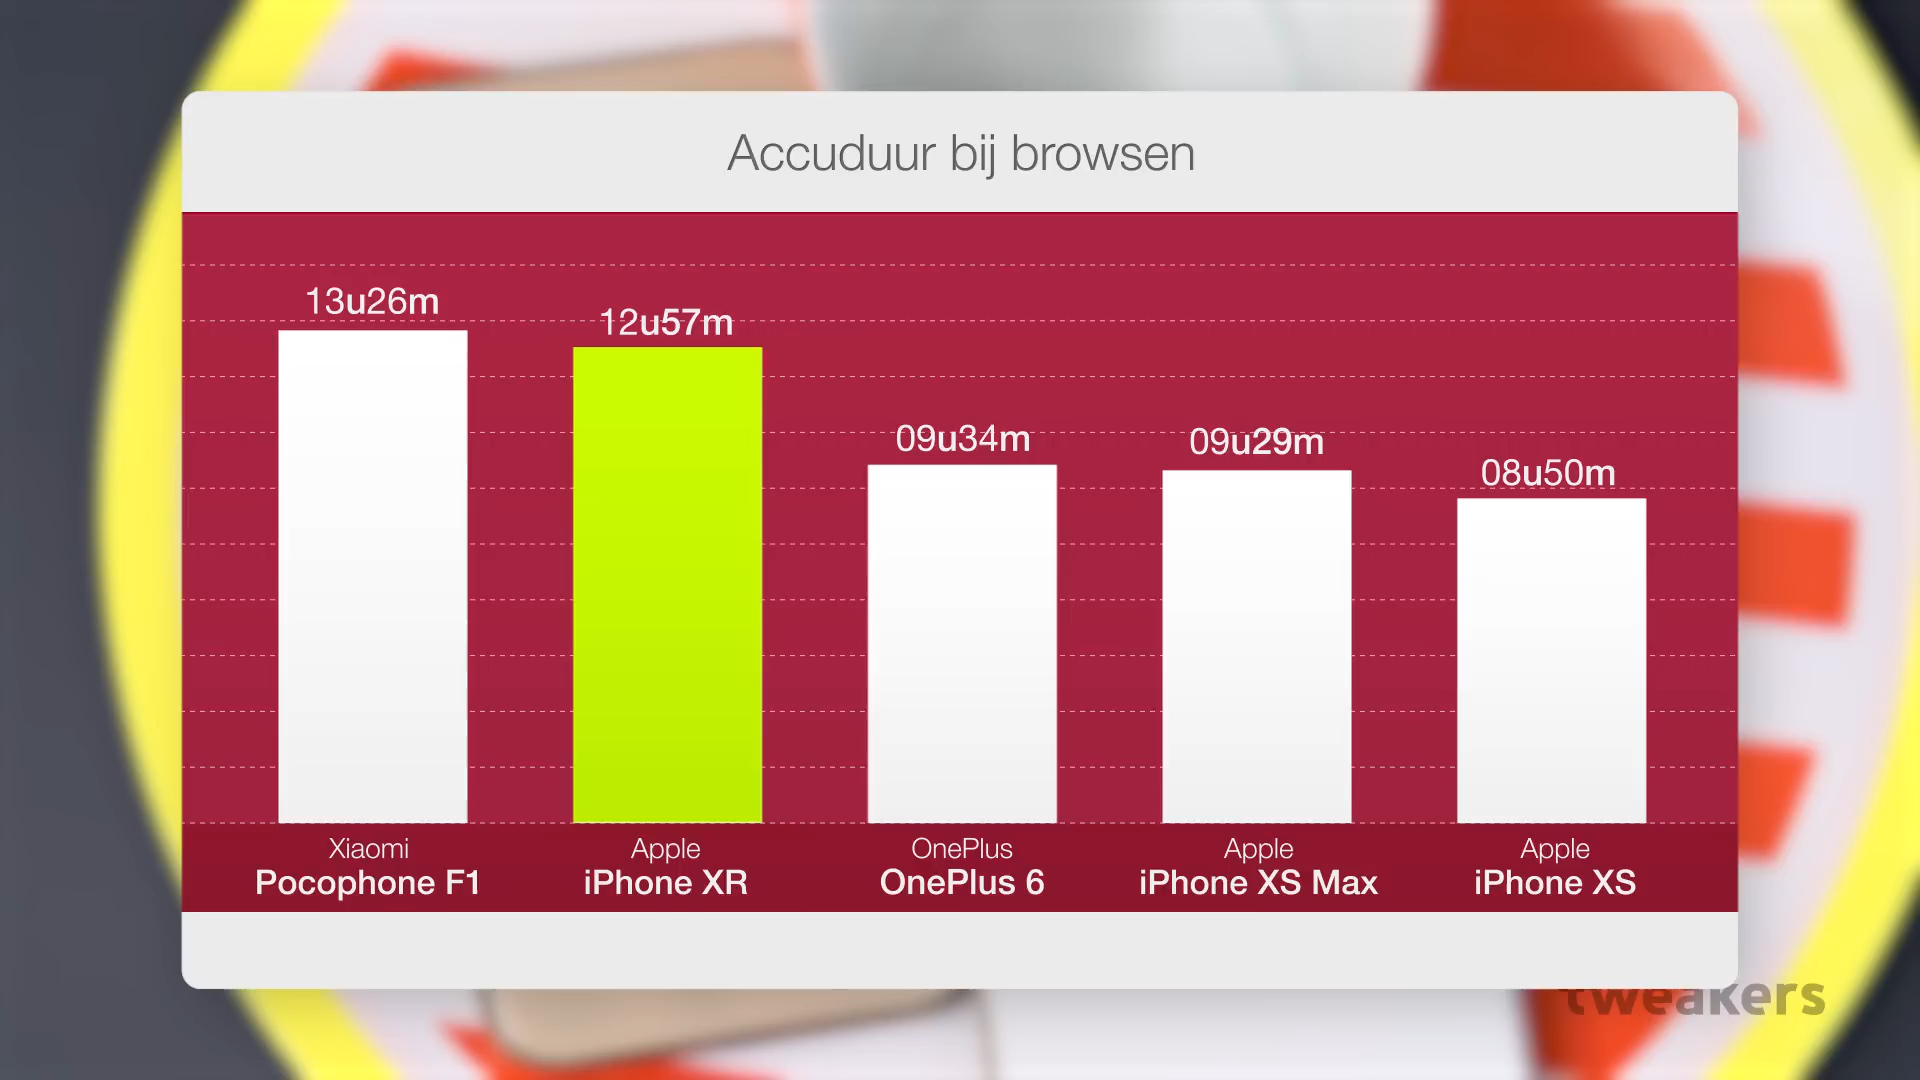 Accuduur bij browsen
13u26m
12u57m
09u34m
09u29m
08u50m
Xiaomi
Pocophone F1
Apple
iPhone XR
OnePlus
OnePlus 6
Apple
iPhone XS Max
Apple
iPhone XS
tweakers